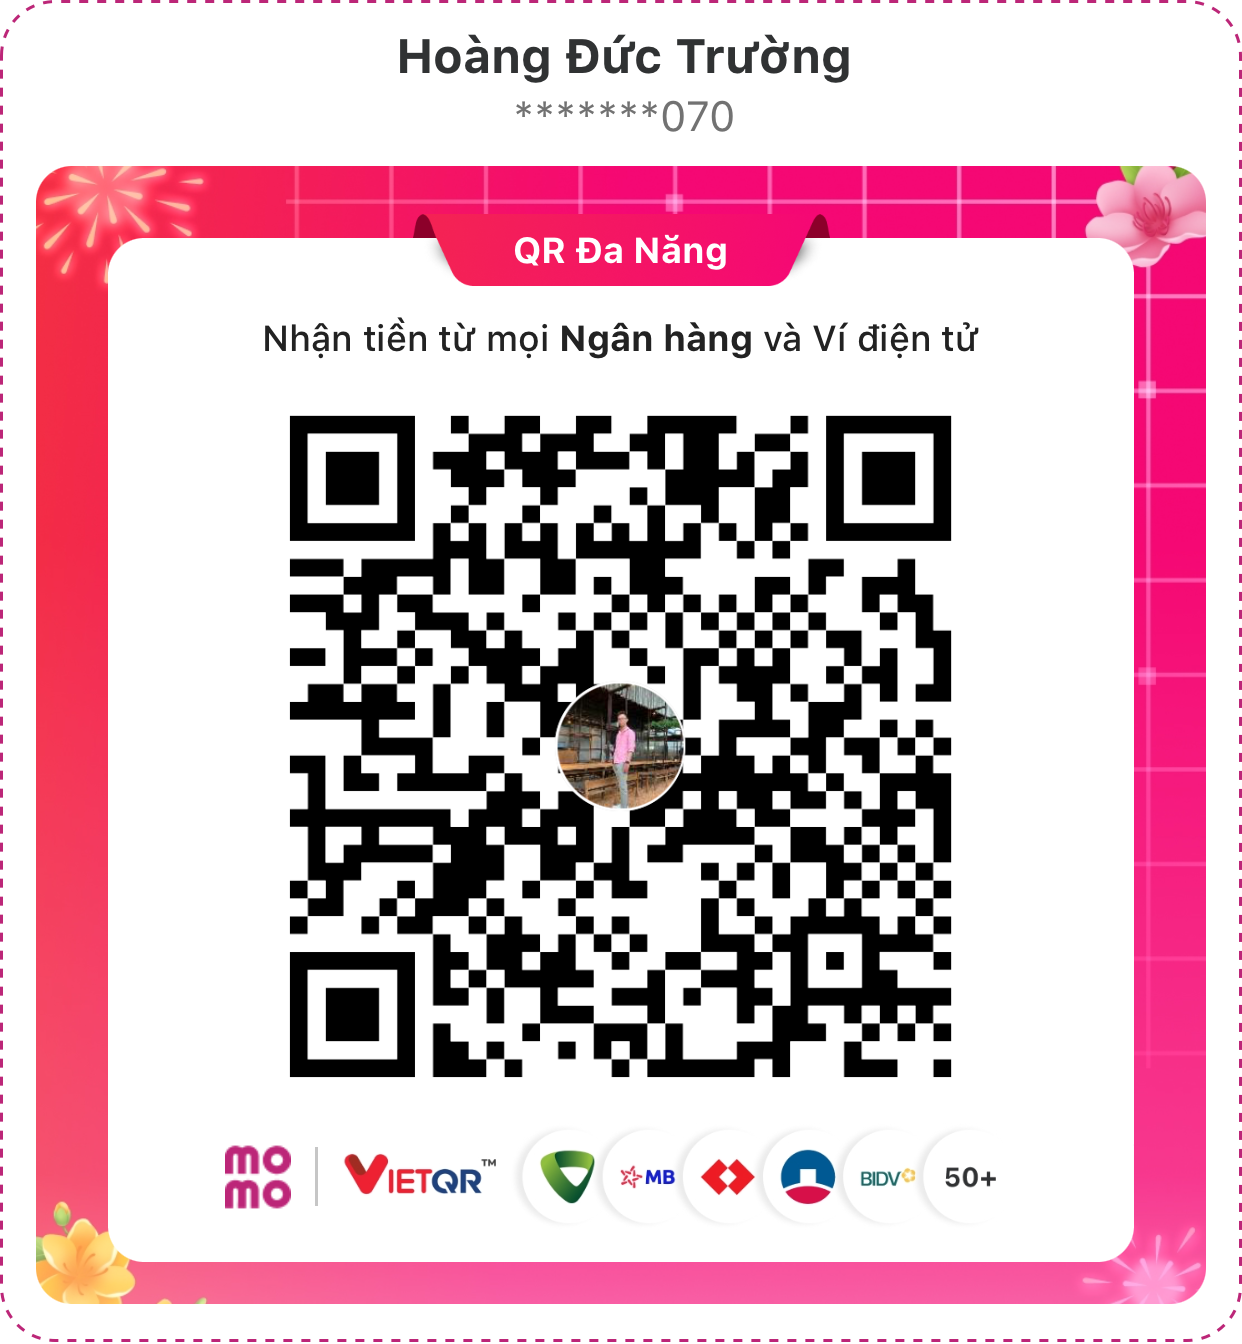 Hoàng Đức Trường
*******070
QR Đa Năng
Nhận tiền từ mọi Ngân hàng và Ví điện tử
mo
mo
VIETQR™
MB
BIDV
50+